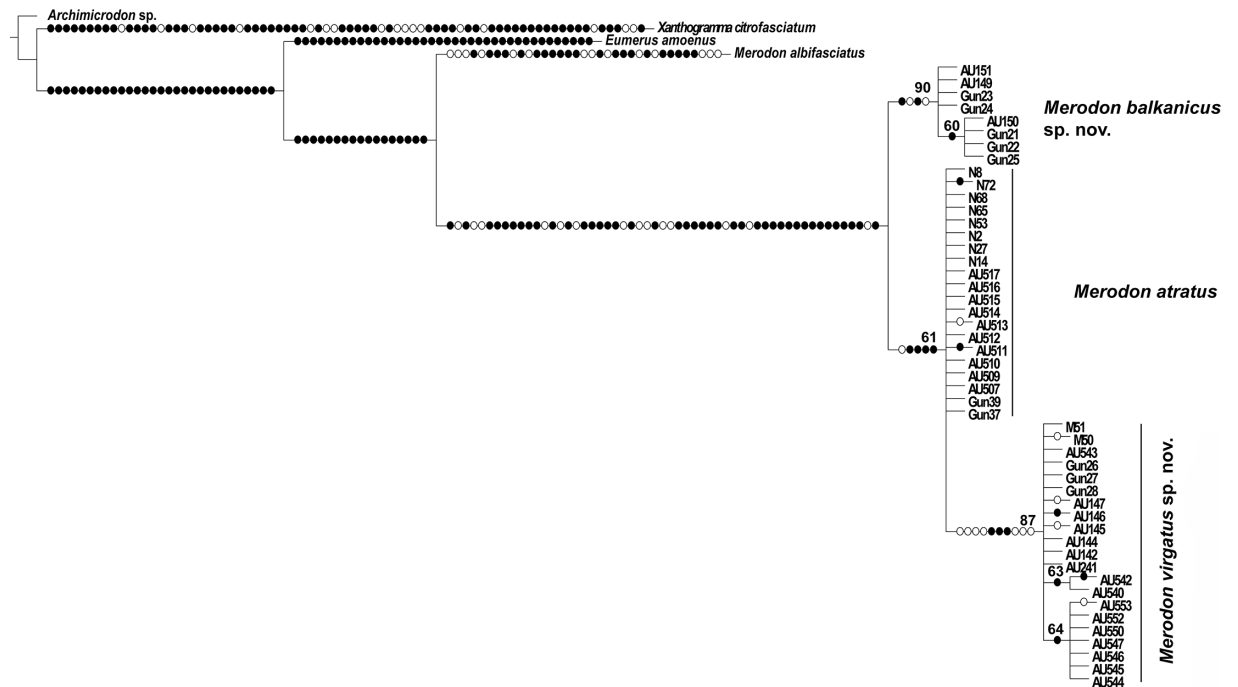 Archimicrodon sp.
Xanthogramma citrofasciatum
Eumerus amoenus
Merodon albifasciatus
90
AU151
AU149
Gun23
Gun24
60
AU150
Gun21
Gun22
Gun25
Merodon balkanicus
sp. nov.
61
N8
N72
N68
N65
N53
N2
N27
N14
AU517
AU516
AU515
AU514
AU513
AU512
AU511
AU510
AU509
AU507
Gun39
Gun37
Merodon atratus
87
M51
M50
AU543
Gun26
Gun27
Gun28
AU147
AU146
AU145
AU144
AU142
AU241
63
AU542
AU540
64
AU553
AU552
AU550
AU547
AU546
AU545
AU544
Merodon virgatus sp. nov.